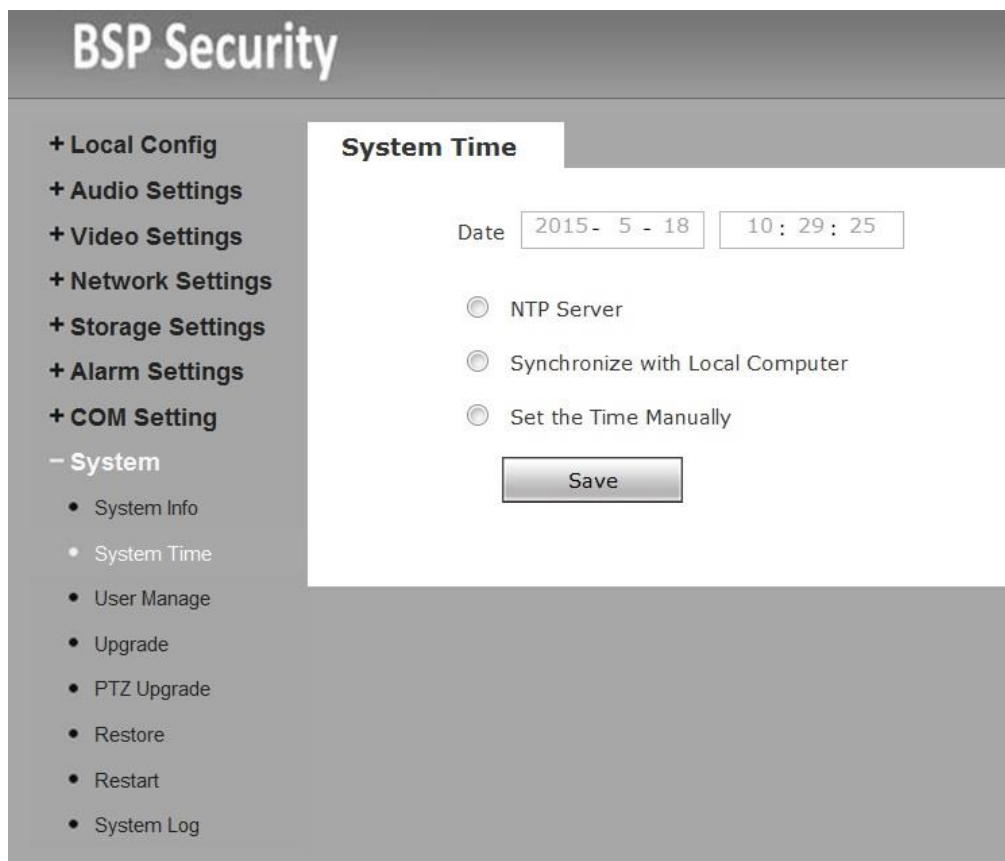 BSP Security
+ Local Config
+ Audio Settings
+ Video Settings
+ Network Settings
+ Storage Settings
+ Alarm Settings
+ COM Setting
− System
• System Info
• System Time
• User Manage
• Upgrade
• PTZ Upgrade
• Restore
• Restart
• System Log
System Time
Date 2015- 5 - 18 10: 29: 25
NTP Server
Synchronize with Local Computer
Set the Time Manually
Save